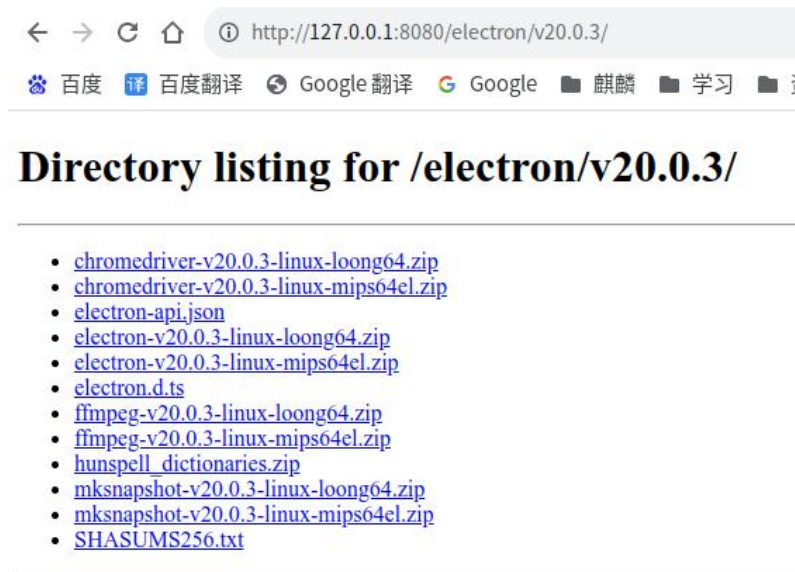 http://127.0.0.1:8080/electron/v20.0.3/
百度 译 百度翻译 Google 翻译 G Google 麒麟 学习
Directory listing for /electron/v20.0.3/
• chromedriver-v20.0.3-linux-loong64.zip
• chromedriver-v20.0.3-linux-mips64el.zip
• electron-api.json
• electron-v20.0.3-linux-loong64.zip
• electron-v20.0.3-linux-mips64el.zip
• electron.d.ts
• ffmpeg-v20.0.3-linux-loong64.zip
• ffmpeg-v20.0.3-linux-mips64el.zip
• hunspell_dictionaries.zip
• mksnapshot-v20.0.3-linux-loong64.zip
• mksnapshot-v20.0.3-linux-mips64el.zip
• SHASUMS256.txt